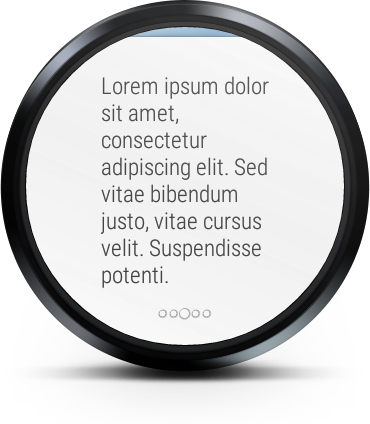 Lorem ipsum dolor
sit amet,
consectetur
adipiscing elit. Sed
vitae bibendum
justo, vitae cursus
velit. Suspendisse
potenti.